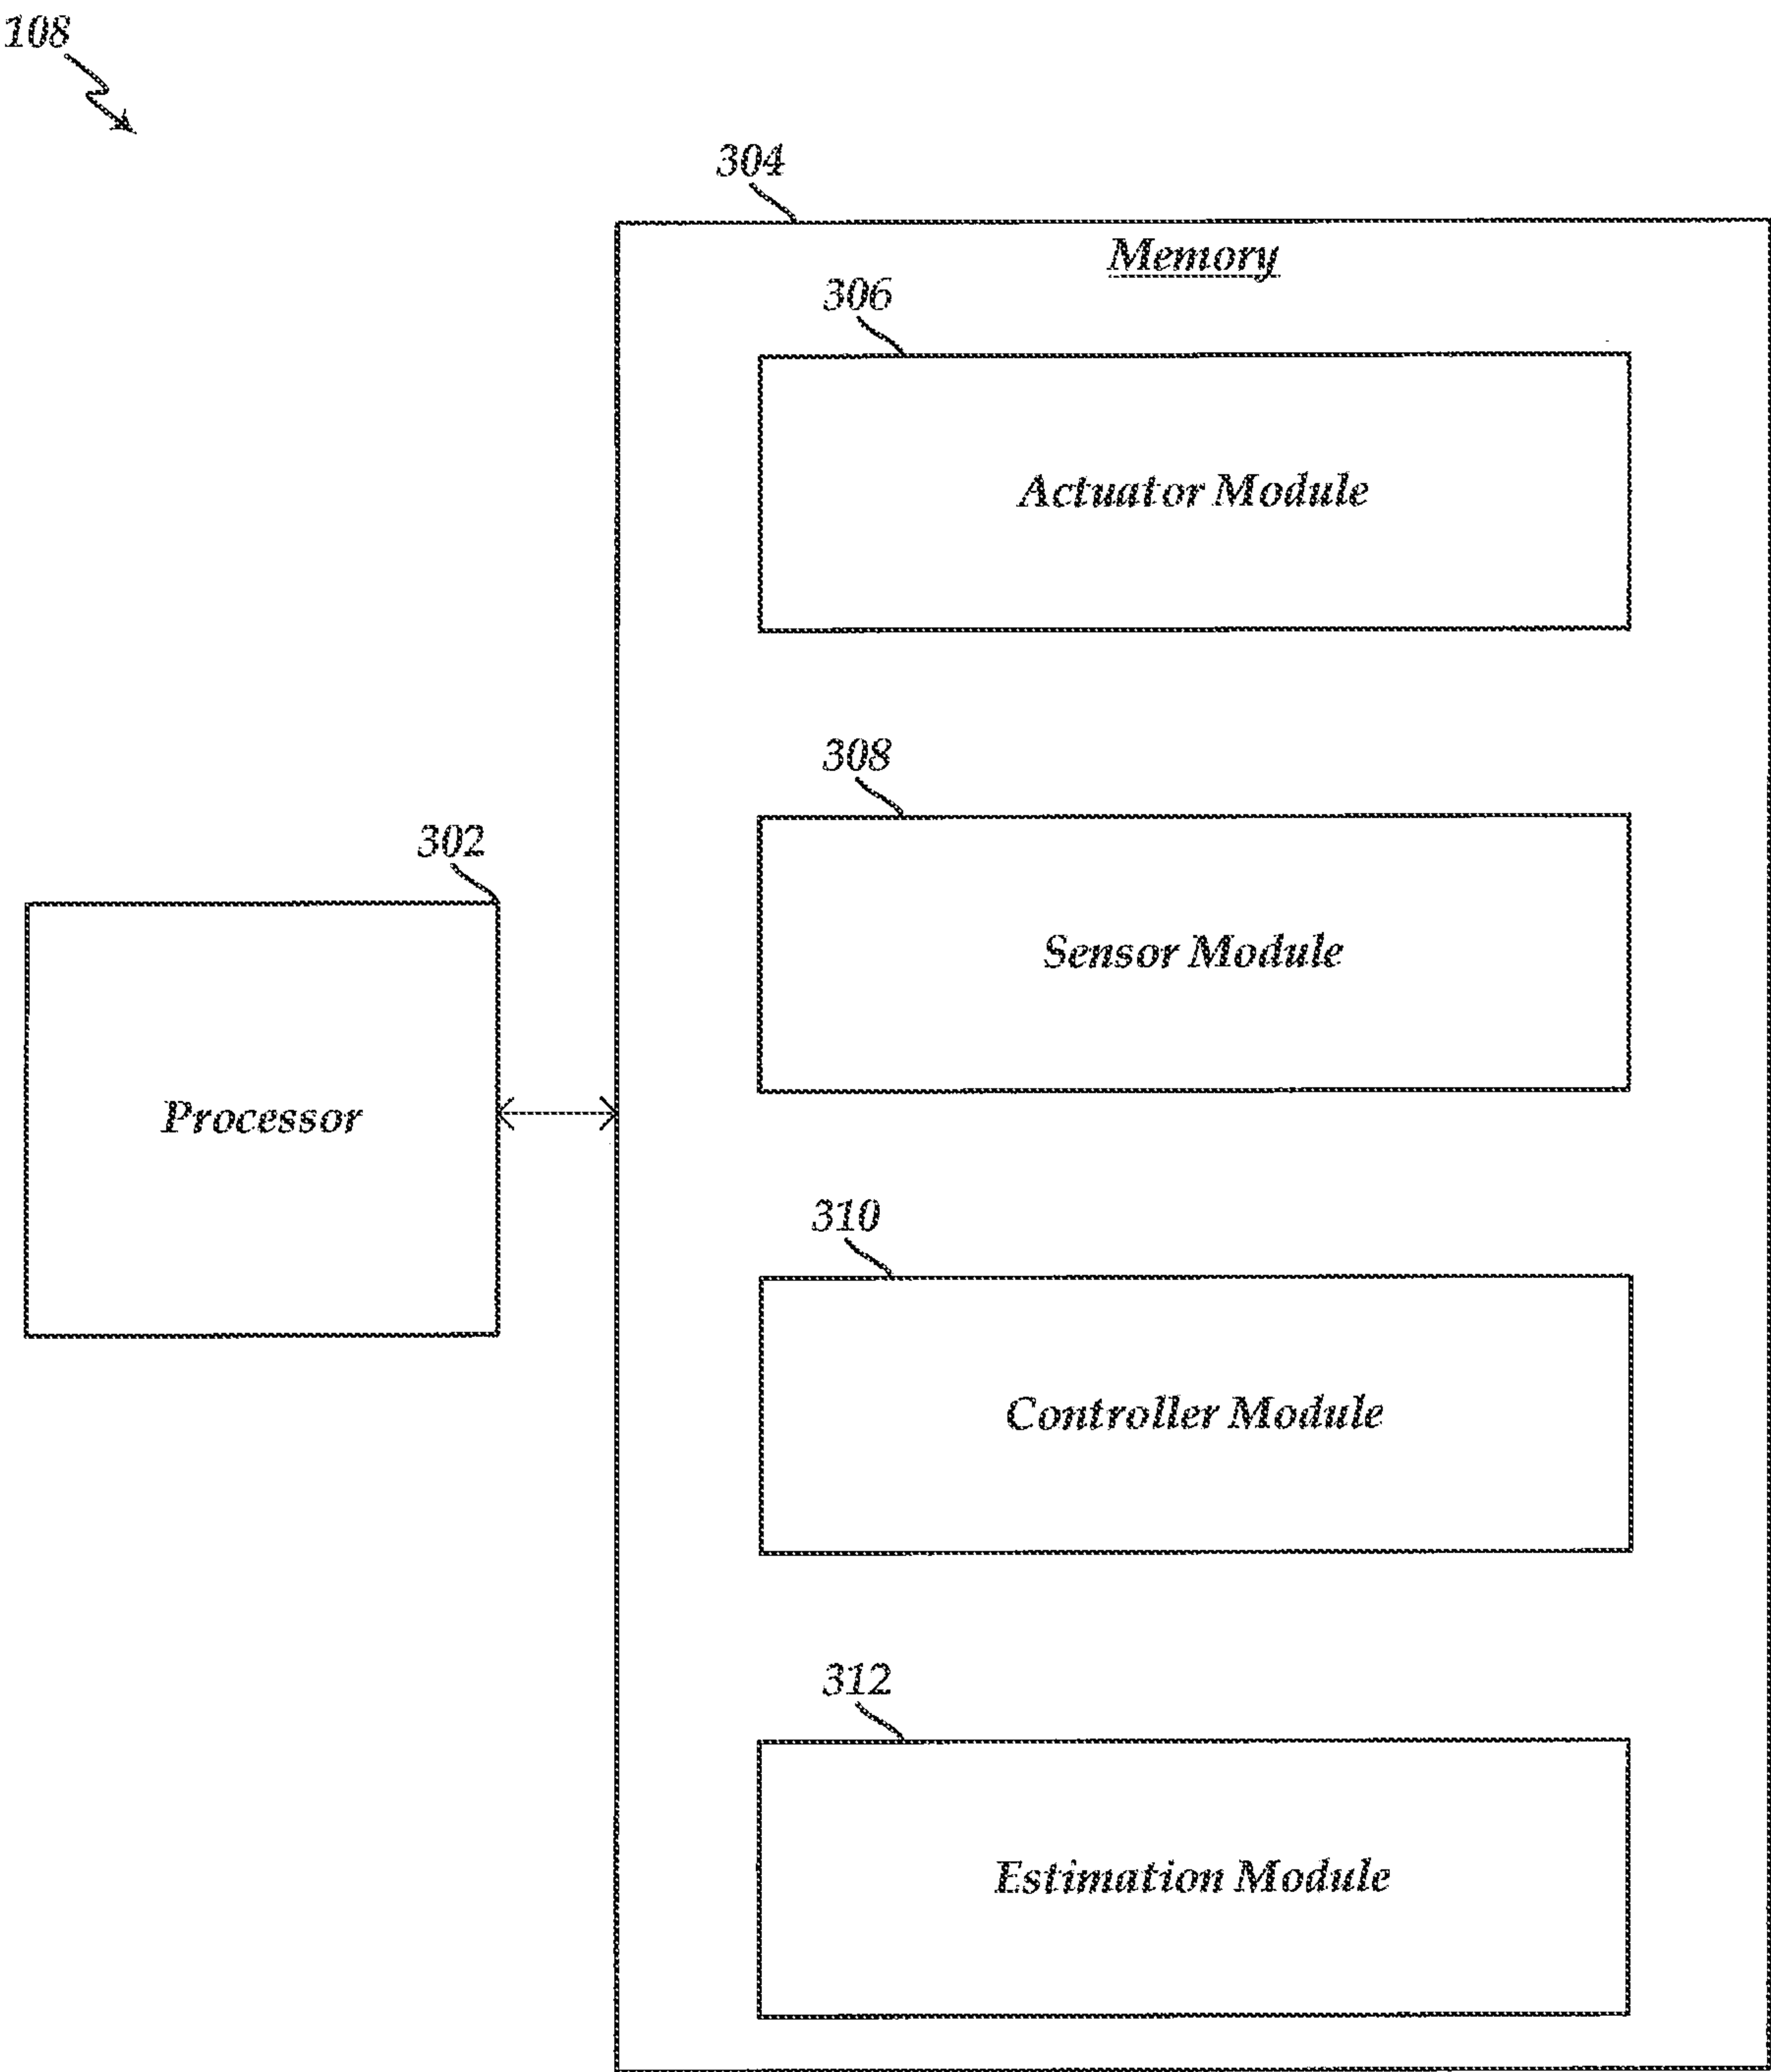 108
304
Memory
306
Actuator Module
308
Sensor Module
302
Processor
310
Controller Module
312
Estimation Module